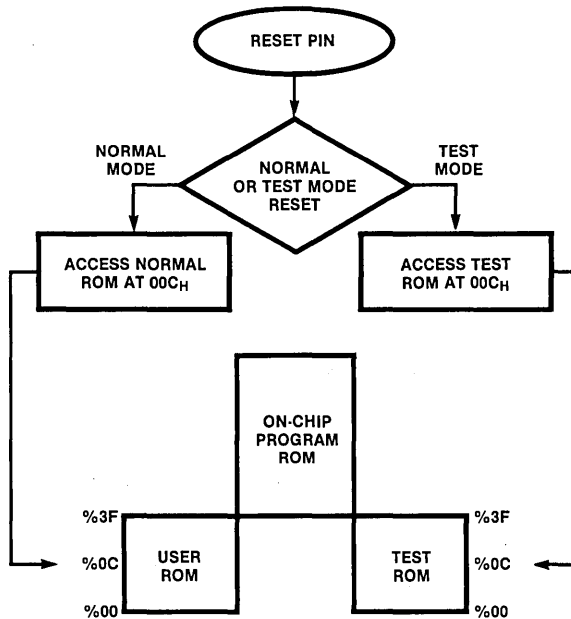 RESET PIN
NORMAL
MODE
NORMAL
OR TEST MODE
RESET
TEST
MODE
ACCESS NORMAL
ROM AT 00CH
ACCESS TEST
ROM AT 00CH
ON-CHIP
PROGRAM
ROM
%3F
%3F
%0C
USER
ROM
TEST
ROM
%0C
%00
%00